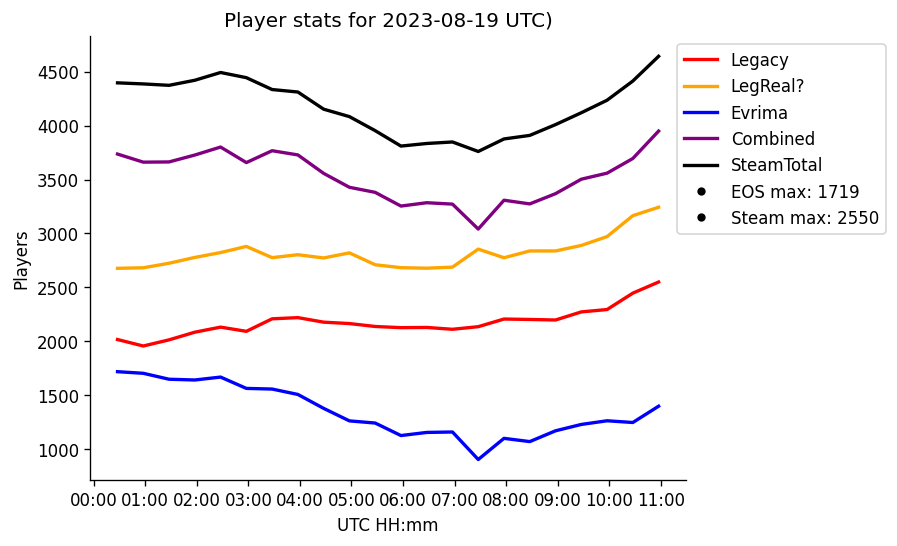 Player stats for 2023-08-19 UTC)
Legacy
LegReal?
Evrima
Combined
SteamTotal
EOS max: 1719
Steam max: 2550
Players
4500
4000
3500
3000
2500
2000
1500
1000
00:00 01:00 02:00 03:00 04:00 05:00 06:00 07:00 08:00 09:00 10:00 11:00
UTC HH:mm